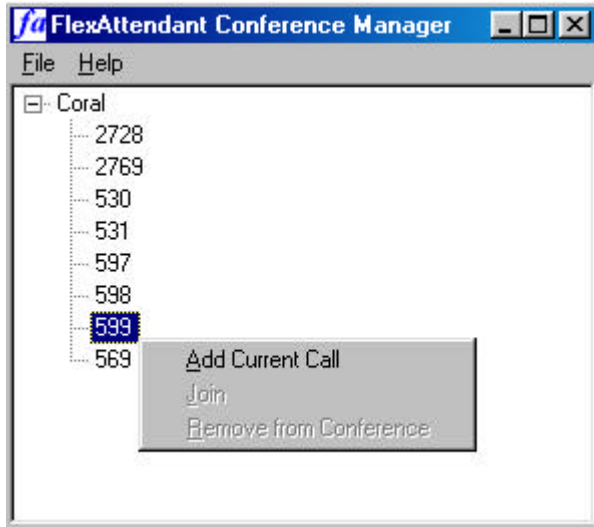 fa FlexAttendant Conference Manager
File Help
Coral
2728
2769
530
531
597
598
599
569
Add Current Call
Join
Remove from Conference